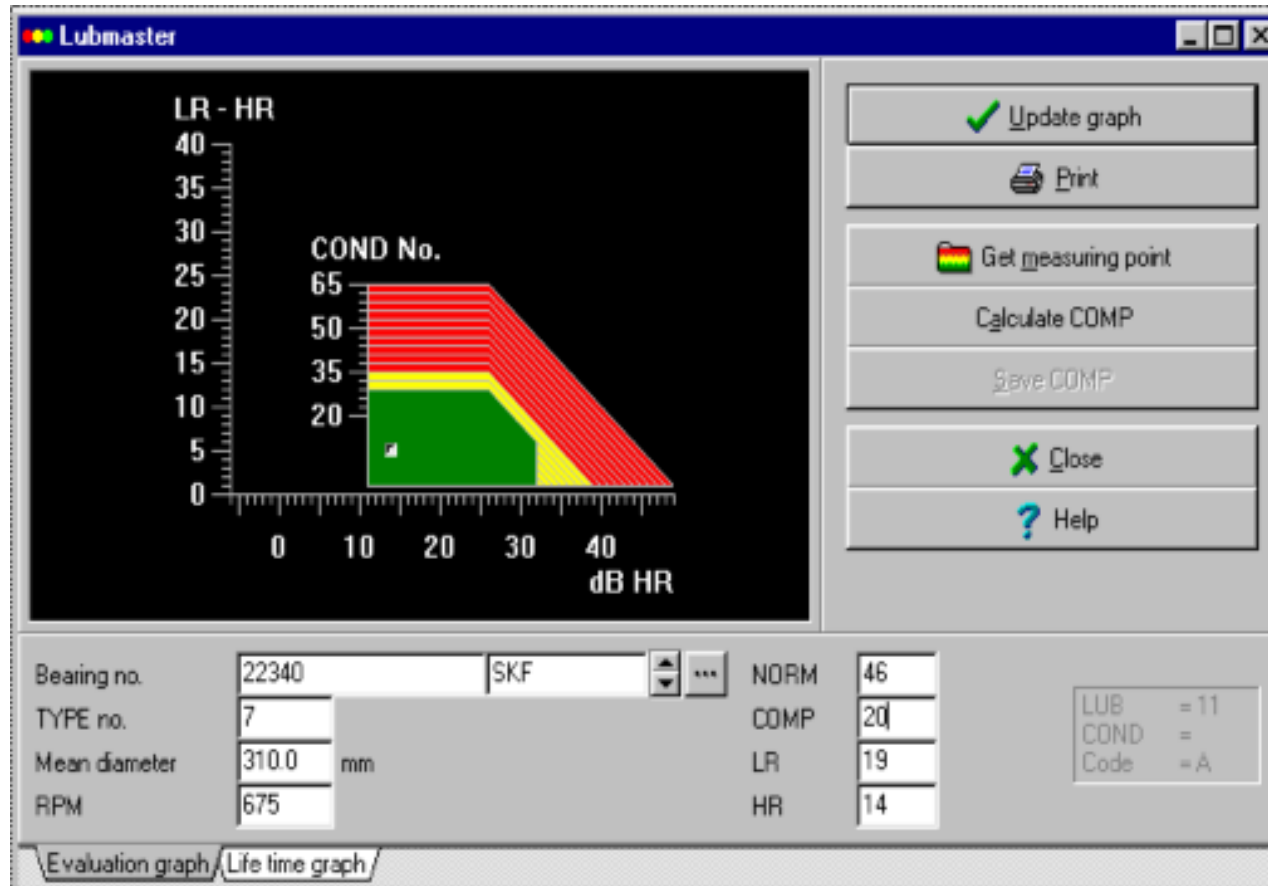 Lubmaster
LR - HR
40
35
30
25
20
15
10
5
0
COND No.
65
50
35
20
0 10 20 30 40
dB HR
Update graph
Print
Get measuring point
Calculate COMP
Save COMP
Close
? Help
Bearing no. 22340 SKF ...
TYPE no. 7
Mean diameter 310.0 mm
RPM 675
NORM 46
COMP 20
LR 19
HR 14
LUB = 11
COND =
Code = A
Evaluation graph Life time graph